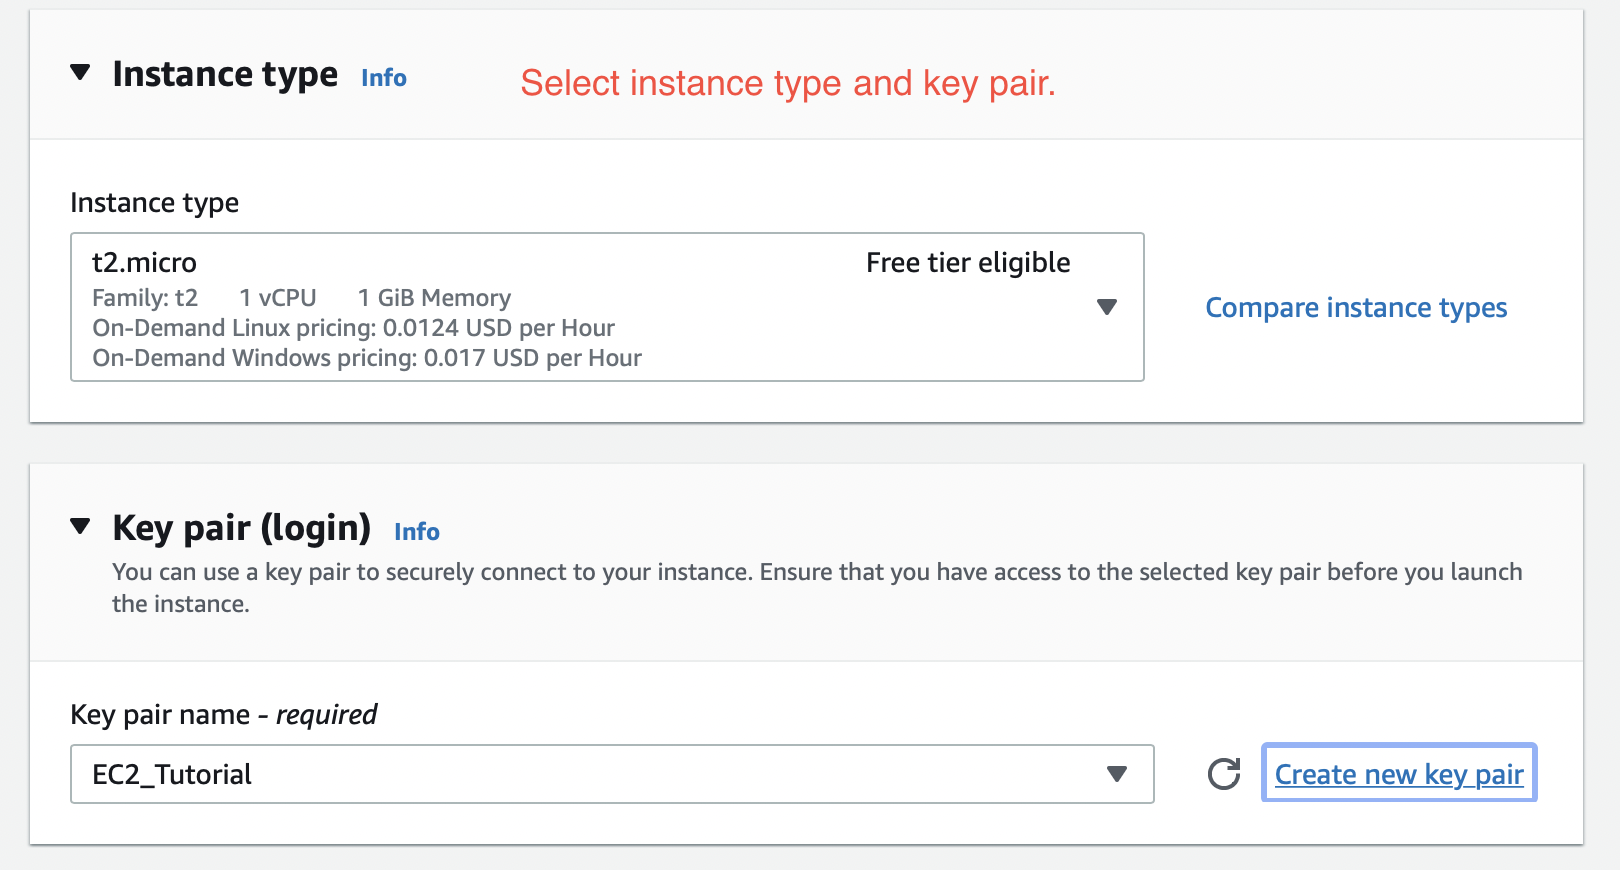 Instance type Info
Select instance type and key pair.
Instance type
t2.micro
Free tier eligible
Family: t2 1 vCPU 1 GiB Memory
On-Demand Linux pricing: 0.0124 USD per Hour
On-Demand Windows pricing: 0.017 USD per Hour
Compare instance types
Key pair (login) Info
You can use a key pair to securely connect to your instance. Ensure that you have access to the selected key pair before you launch
the instance.
Key pair name - required
EC2_Tutorial
Create new key pair